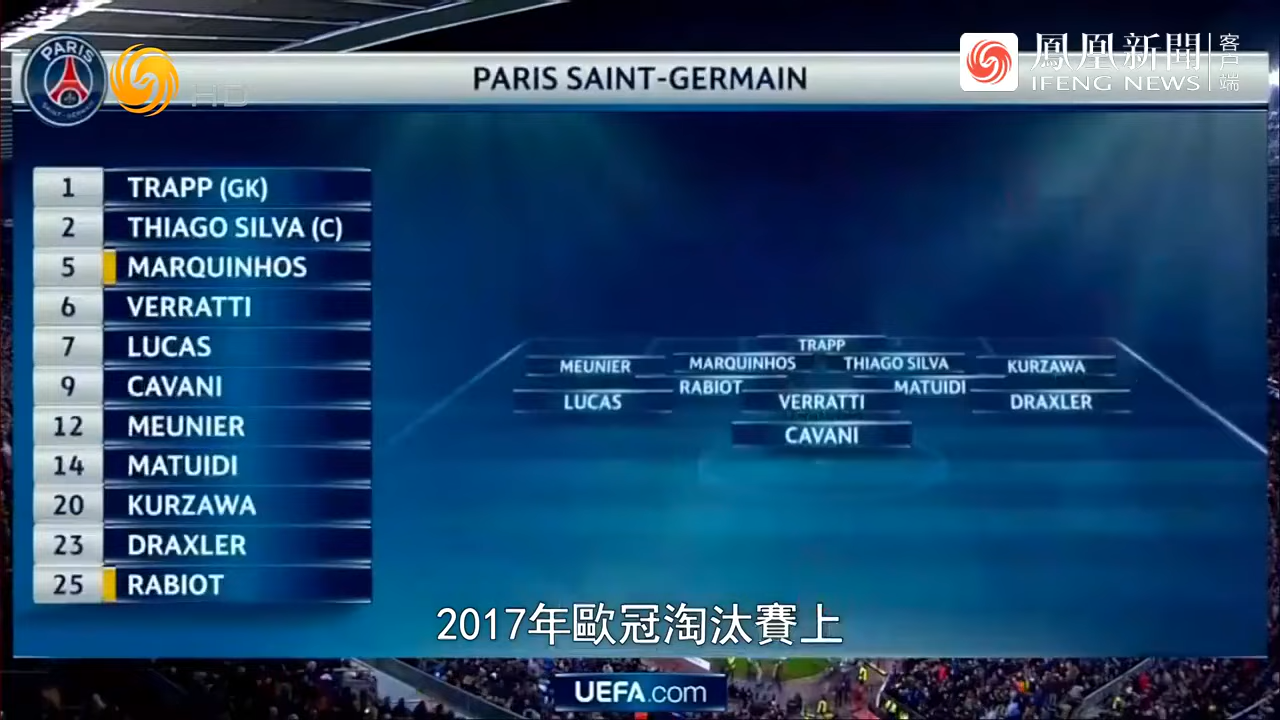 PARIS
SAINT-GERMAIN
HD
PARIS SAINT-GERMAIN
鳳凰新聞
客戶端
IFENG NEWS
1 TRAPP (GK)
2 THIAGO SILVA (C)
5 MARQUINHOS
6 VERRATTI
7 LUCAS
9 CAVANI
12 MEUNIER
14 MATUIDI
20 KURZAWA
23 DRAXLER
25 RABIOT
TRAPP
MEUNIER MARQUINHOS THIAGO SILVA KURZAWA
RABIOT MATUIDI
LUCAS VERRATTI DRAXLER
CAVANI
2017年歐冠淘汰賽上
UEFA.com